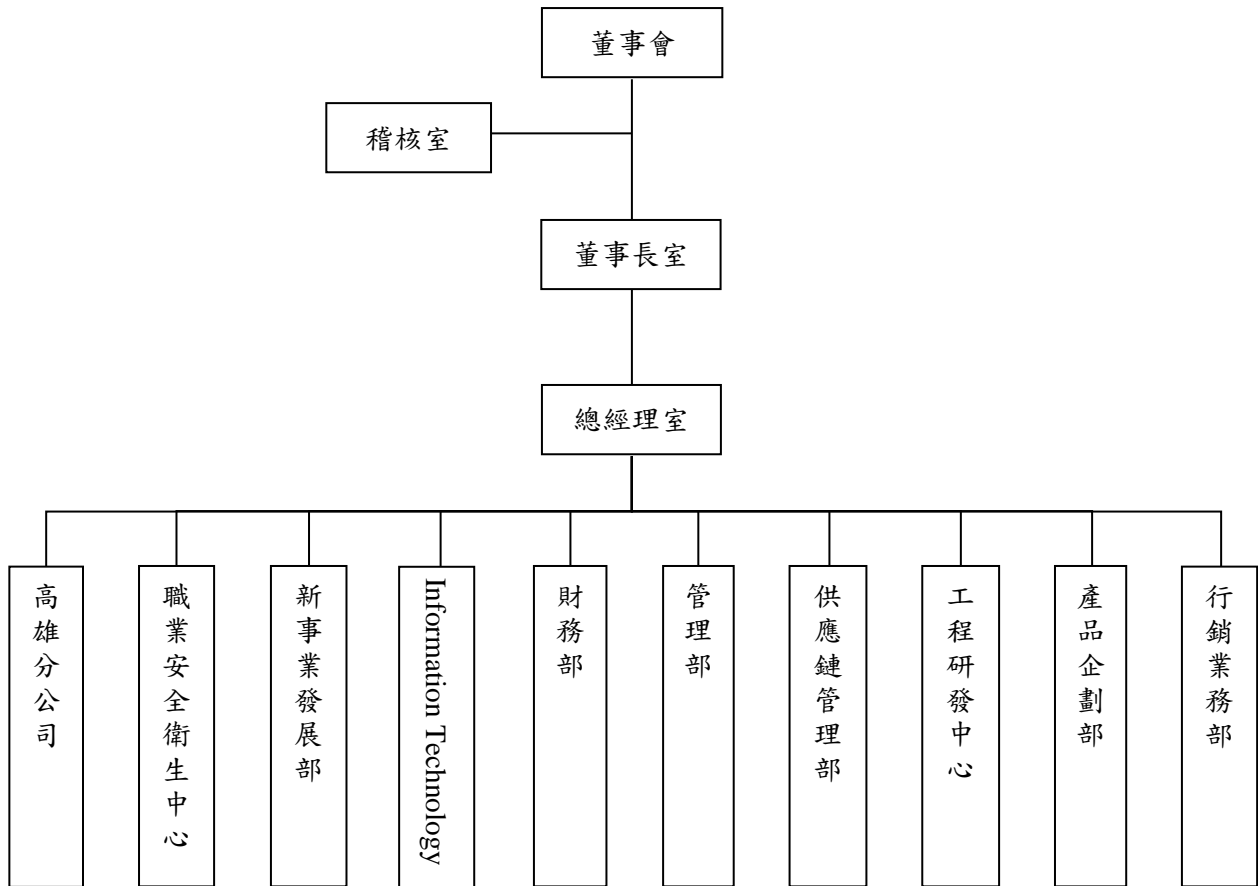 董事會
稽核室
董事長室
總經理室
高雄分公司
職業安全衛生中心
新事業發展部
Information Technology
財務部
管理部
供應鏈管理部
工程研發中心
產品企劃部
行銷業務部